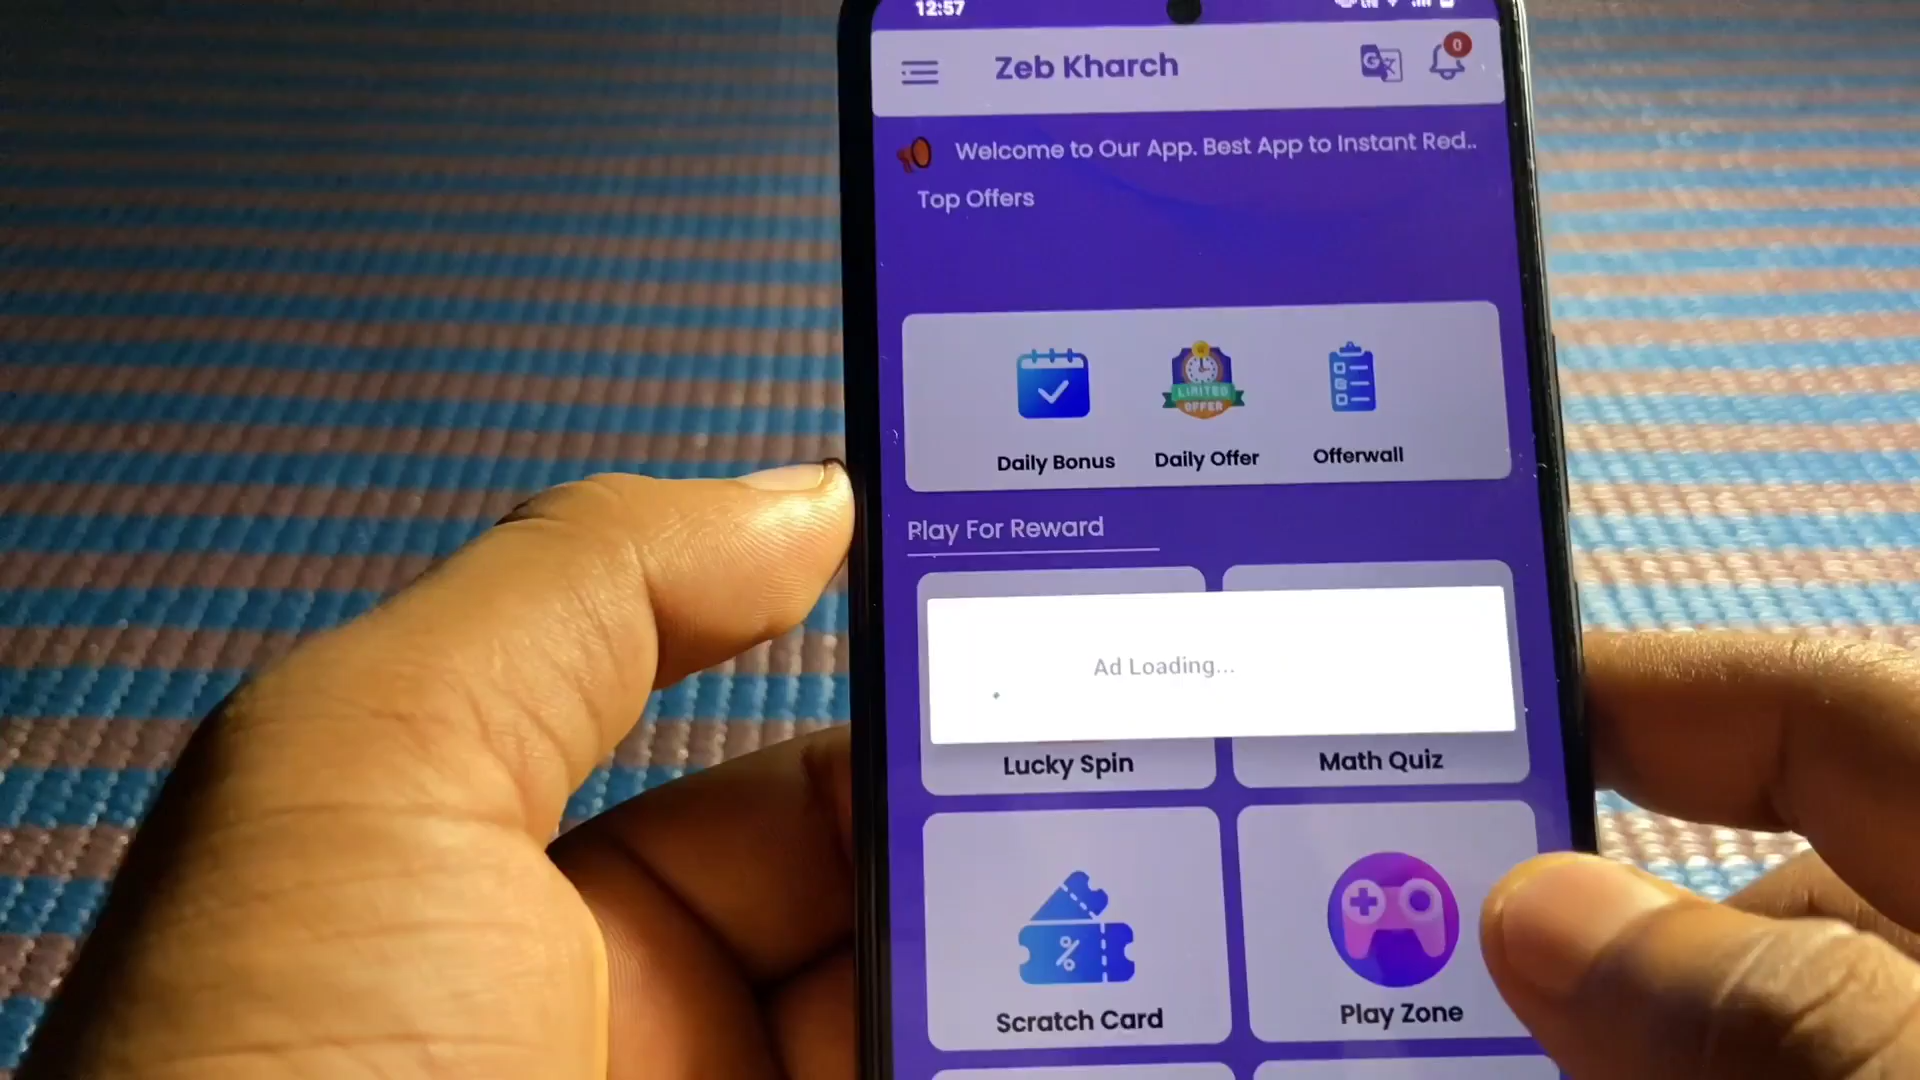 12:57
Zeb Kharch
0
Welcome to Our App. Best App to Instant Red..
Top Offers
LIMITED
OFFER
Daily Bonus
Daily Offer
Offerwall
Play For Reward
Ad Loading...
Lucky Spin
Math Quiz
%
Scratch Card
Play Zone